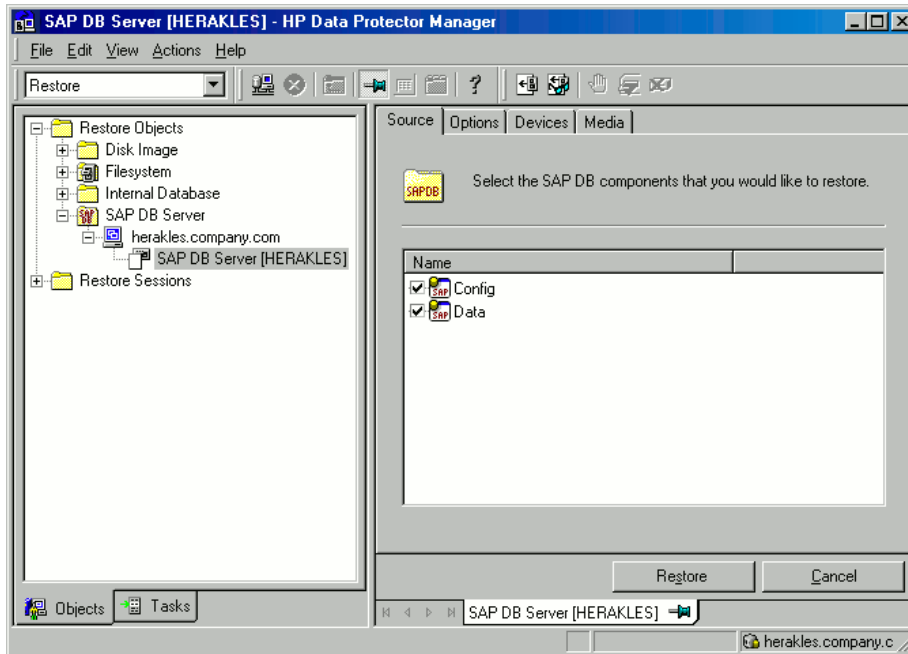 SAP DB Server [HERAKLES] - HP Data Protector Manager
File Edit View Actions Help
Restore
Restore Objects
Disk Image
Filesystem
Internal Database
SAP DB Server
herakles.company.com
SAP DB Server [HERAKLES]
Restore Sessions
Objects Tasks
Source Options Devices Media
SAPDB
Select the SAP DB components that you would like to restore.
Name
SAP Config
SAP Data
Restore Cancel
SAP DB Server [HERAKLES]
herakles.company.c